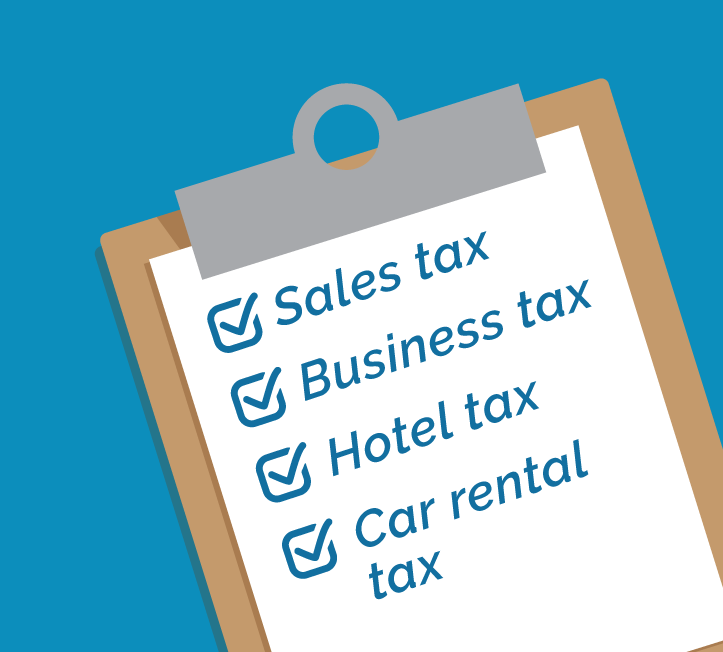 Sales tax
Business tax
Hotel tax
Car rental
tax